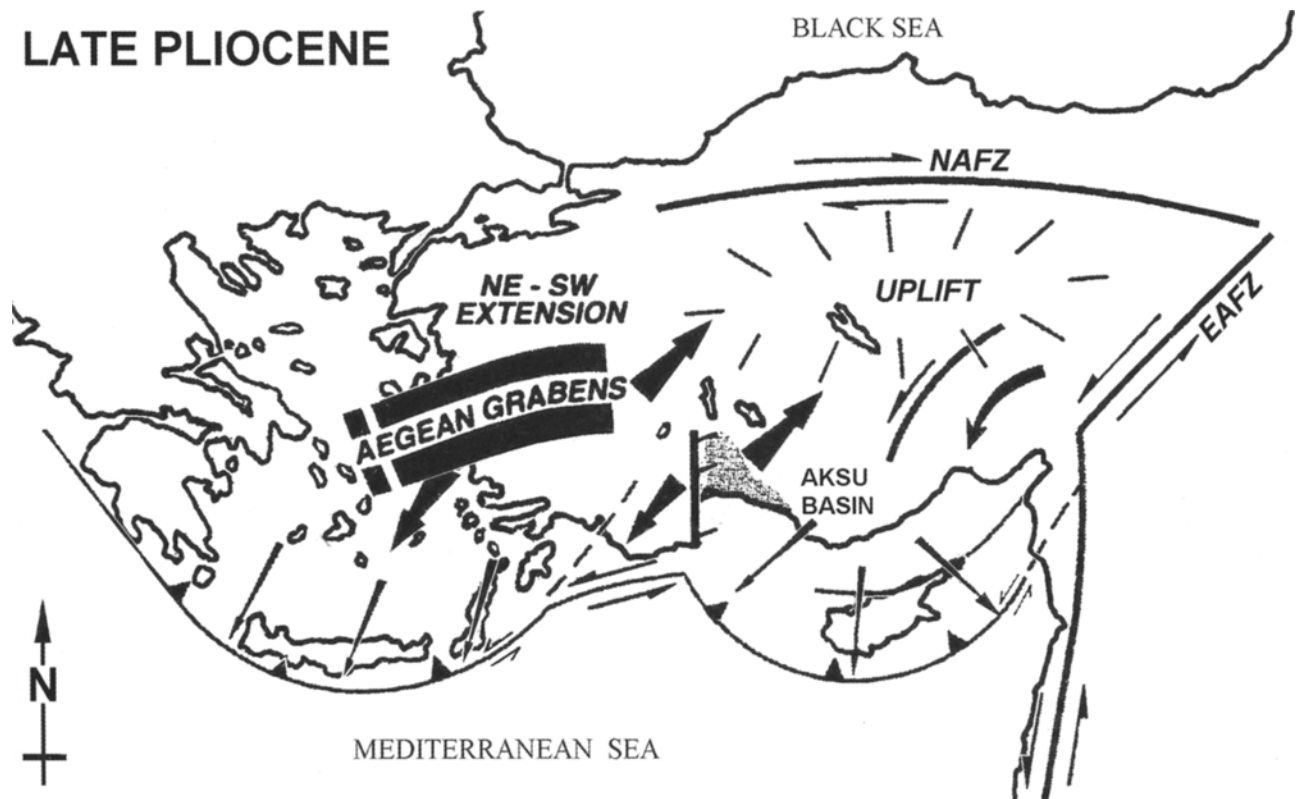 LATE PLIOCENE
BLACK SEA
NAFZ
NE - SW
EXTENSION
UPLIFT
EAFZ
AEGEAN GRABENS
AKSU
BASIN
N
MEDITERRANEAN SEA